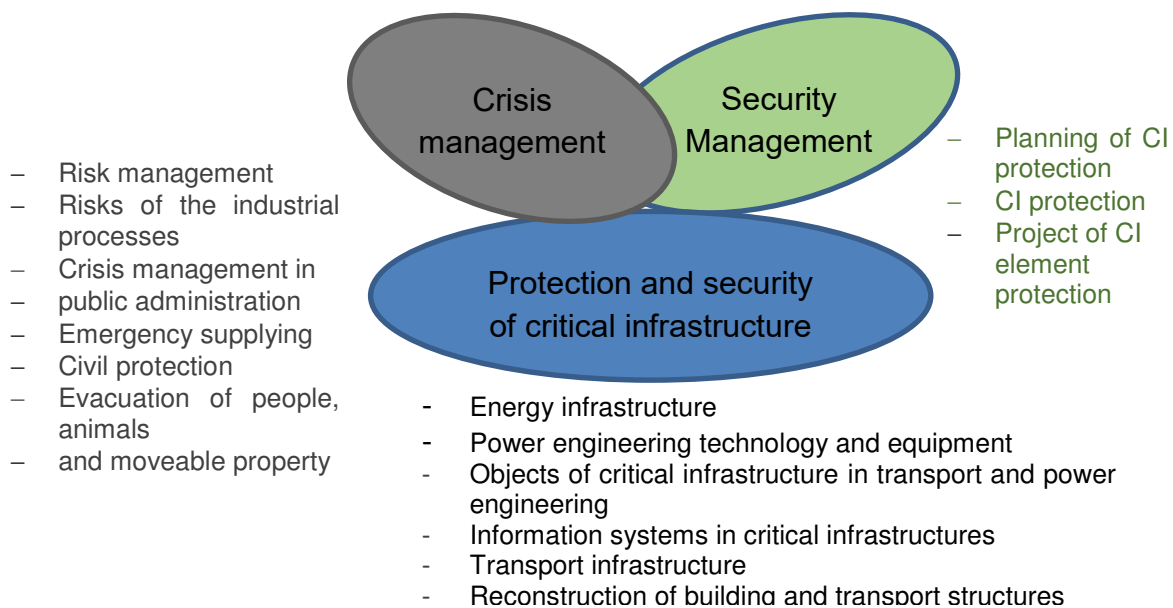 Crisis
management
Security
Management
Protection and security
of critical infrastructure
– Risk management
– Risks of the industrial
processes
– Crisis management in
– public administration
– Emergency supplying
– Civil protection
– Evacuation of people,
animals
– and moveable property
– Planning of CI
protection
– CI protection
– Project of CI
element
protection
- Energy infrastructure
- Power engineering technology and equipment
- Objects of critical infrastructure in transport and power
engineering
- Information systems in critical infrastructures
- Transport infrastructure
- Reconstruction of building and transport structures